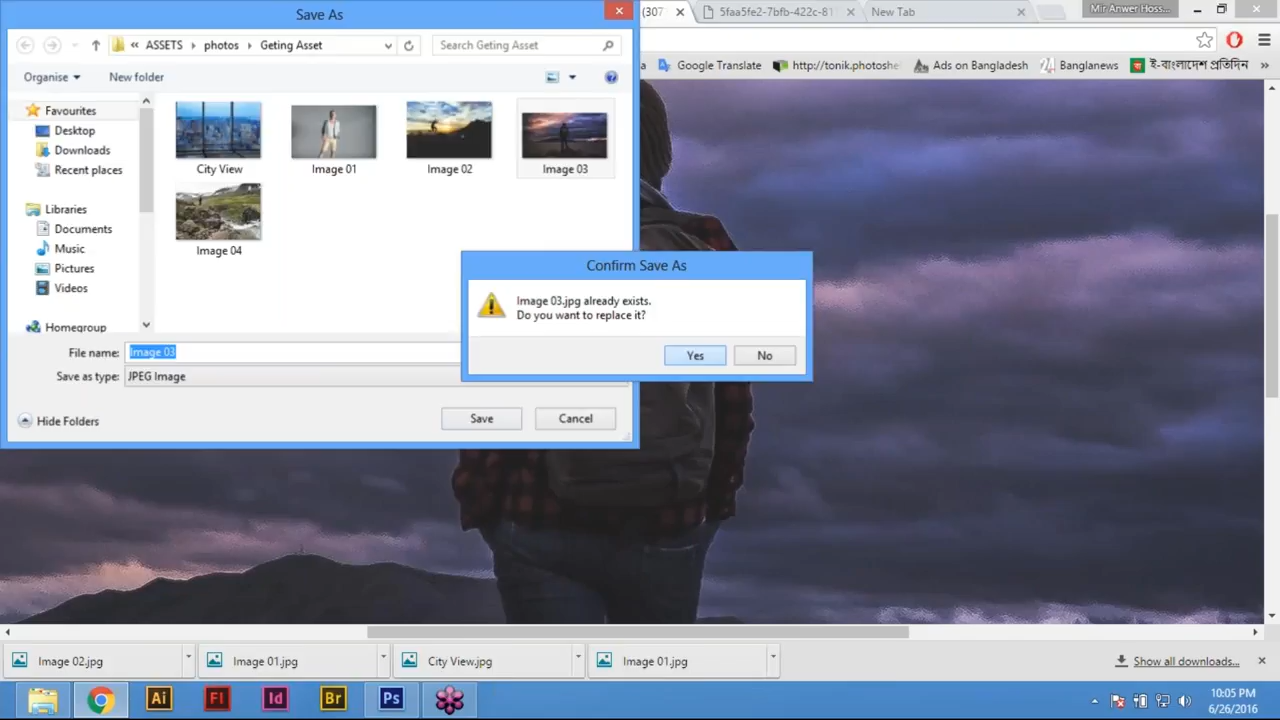 Save As
(307
5faa5fe2-7bfb-422c-81
New Tab
Mir Anwer Hoss...
ASSETS
photos
Geting Asset
Search Geting Asset
Google Translate
http://tonik.photoshe
Ads on Bangladesh
Banglanews
ই-বাংলাদেশ প্রতিদিন
Organise
New folder
Favourites
Desktop
Downloads
Recent places
Libraries
Documents
Music
Pictures
Videos
Homegroup
City View
Image 01
Image 02
Image 03
Image 04
Confirm Save As
Image 03.jpg already exists.
Do you want to replace it?
Yes
No
File name:
Image 03
Save as type:
JPEG Image
Hide Folders
Save
Cancel
Image 02.jpg
Image 01.jpg
City View.jpg
Image 01.jpg
Show all downloads...
Ai
Fl
Id
Br
Ps
10:05 PM
6/26/2016